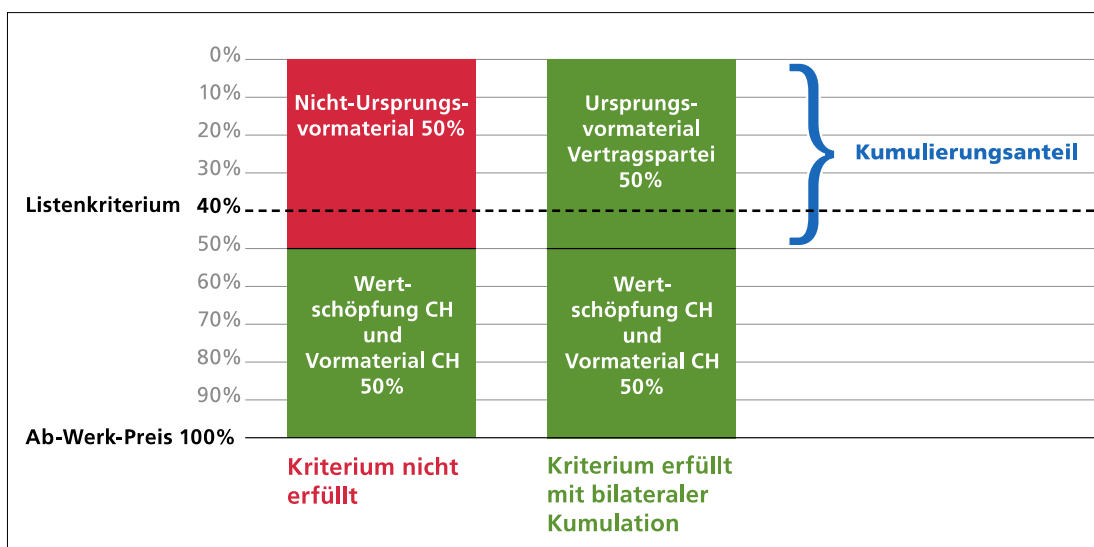 0%
10%
20%
30%
Listenkriterium 40%
50%
60%
70%
80%
90%
Ab-Werk-Preis 100%
Nicht-Ursprungs-
vormaterial 50%
Wert-
schöpfung CH
und
Vormaterial CH
50%
Kriterium nicht
erfüllt
Ursprungs-
vormaterial
Vertragspartei
50%
Wert-
schöpfung CH
und
Vormaterial CH
50%
Kriterium erfüllt
mit bilateraler
Kumulation
Kumulierungsanteil